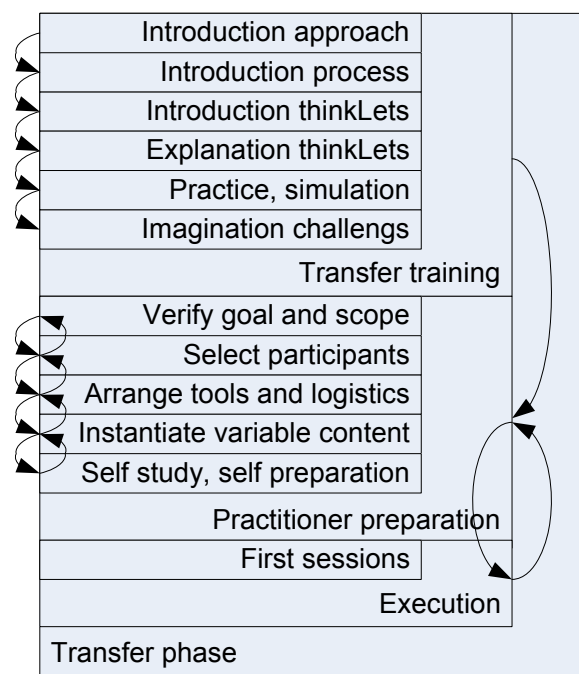 Introduction approach
Introduction process
Introduction thinkLets
Explanation thinkLets
Practice, simulation
Imagination challengs
Transfer training
Verify goal and scope
Select participants
Arrange tools and logistics
Instantiate variable content
Self study, self preparation
Practitioner preparation
First sessions
Execution
Transfer phase